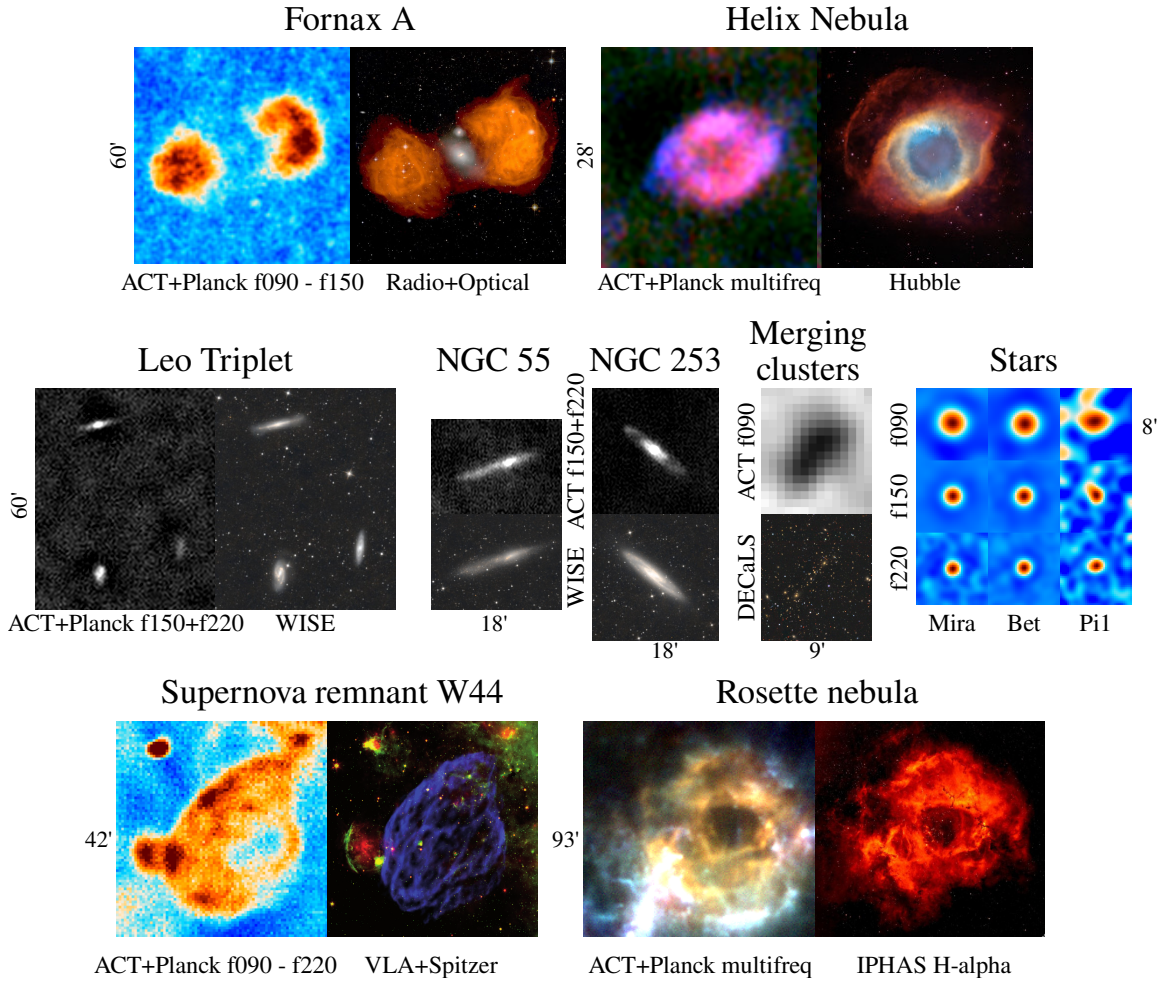 Fornax A
Helix Nebula
60'
28'
ACT+Planck f090 - f150
Radio+Optical
ACT+Planck multifreq
Hubble
Leo Triplet
NGC 55
NGC 253
Merging
clusters
Stars
60'
ACT f150+f220
WISE
ACT f090
DECaLS
f090
f150
f220
8'
ACT+Planck f150+f220
WISE
18'
18'
9'
Mira
Bet
Pi1
Supernova remnant W44
Rosette nebula
42'
93'
ACT+Planck f090 - f220
VLA+Spitzer
ACT+Planck multifreq
IPHAS H-alpha